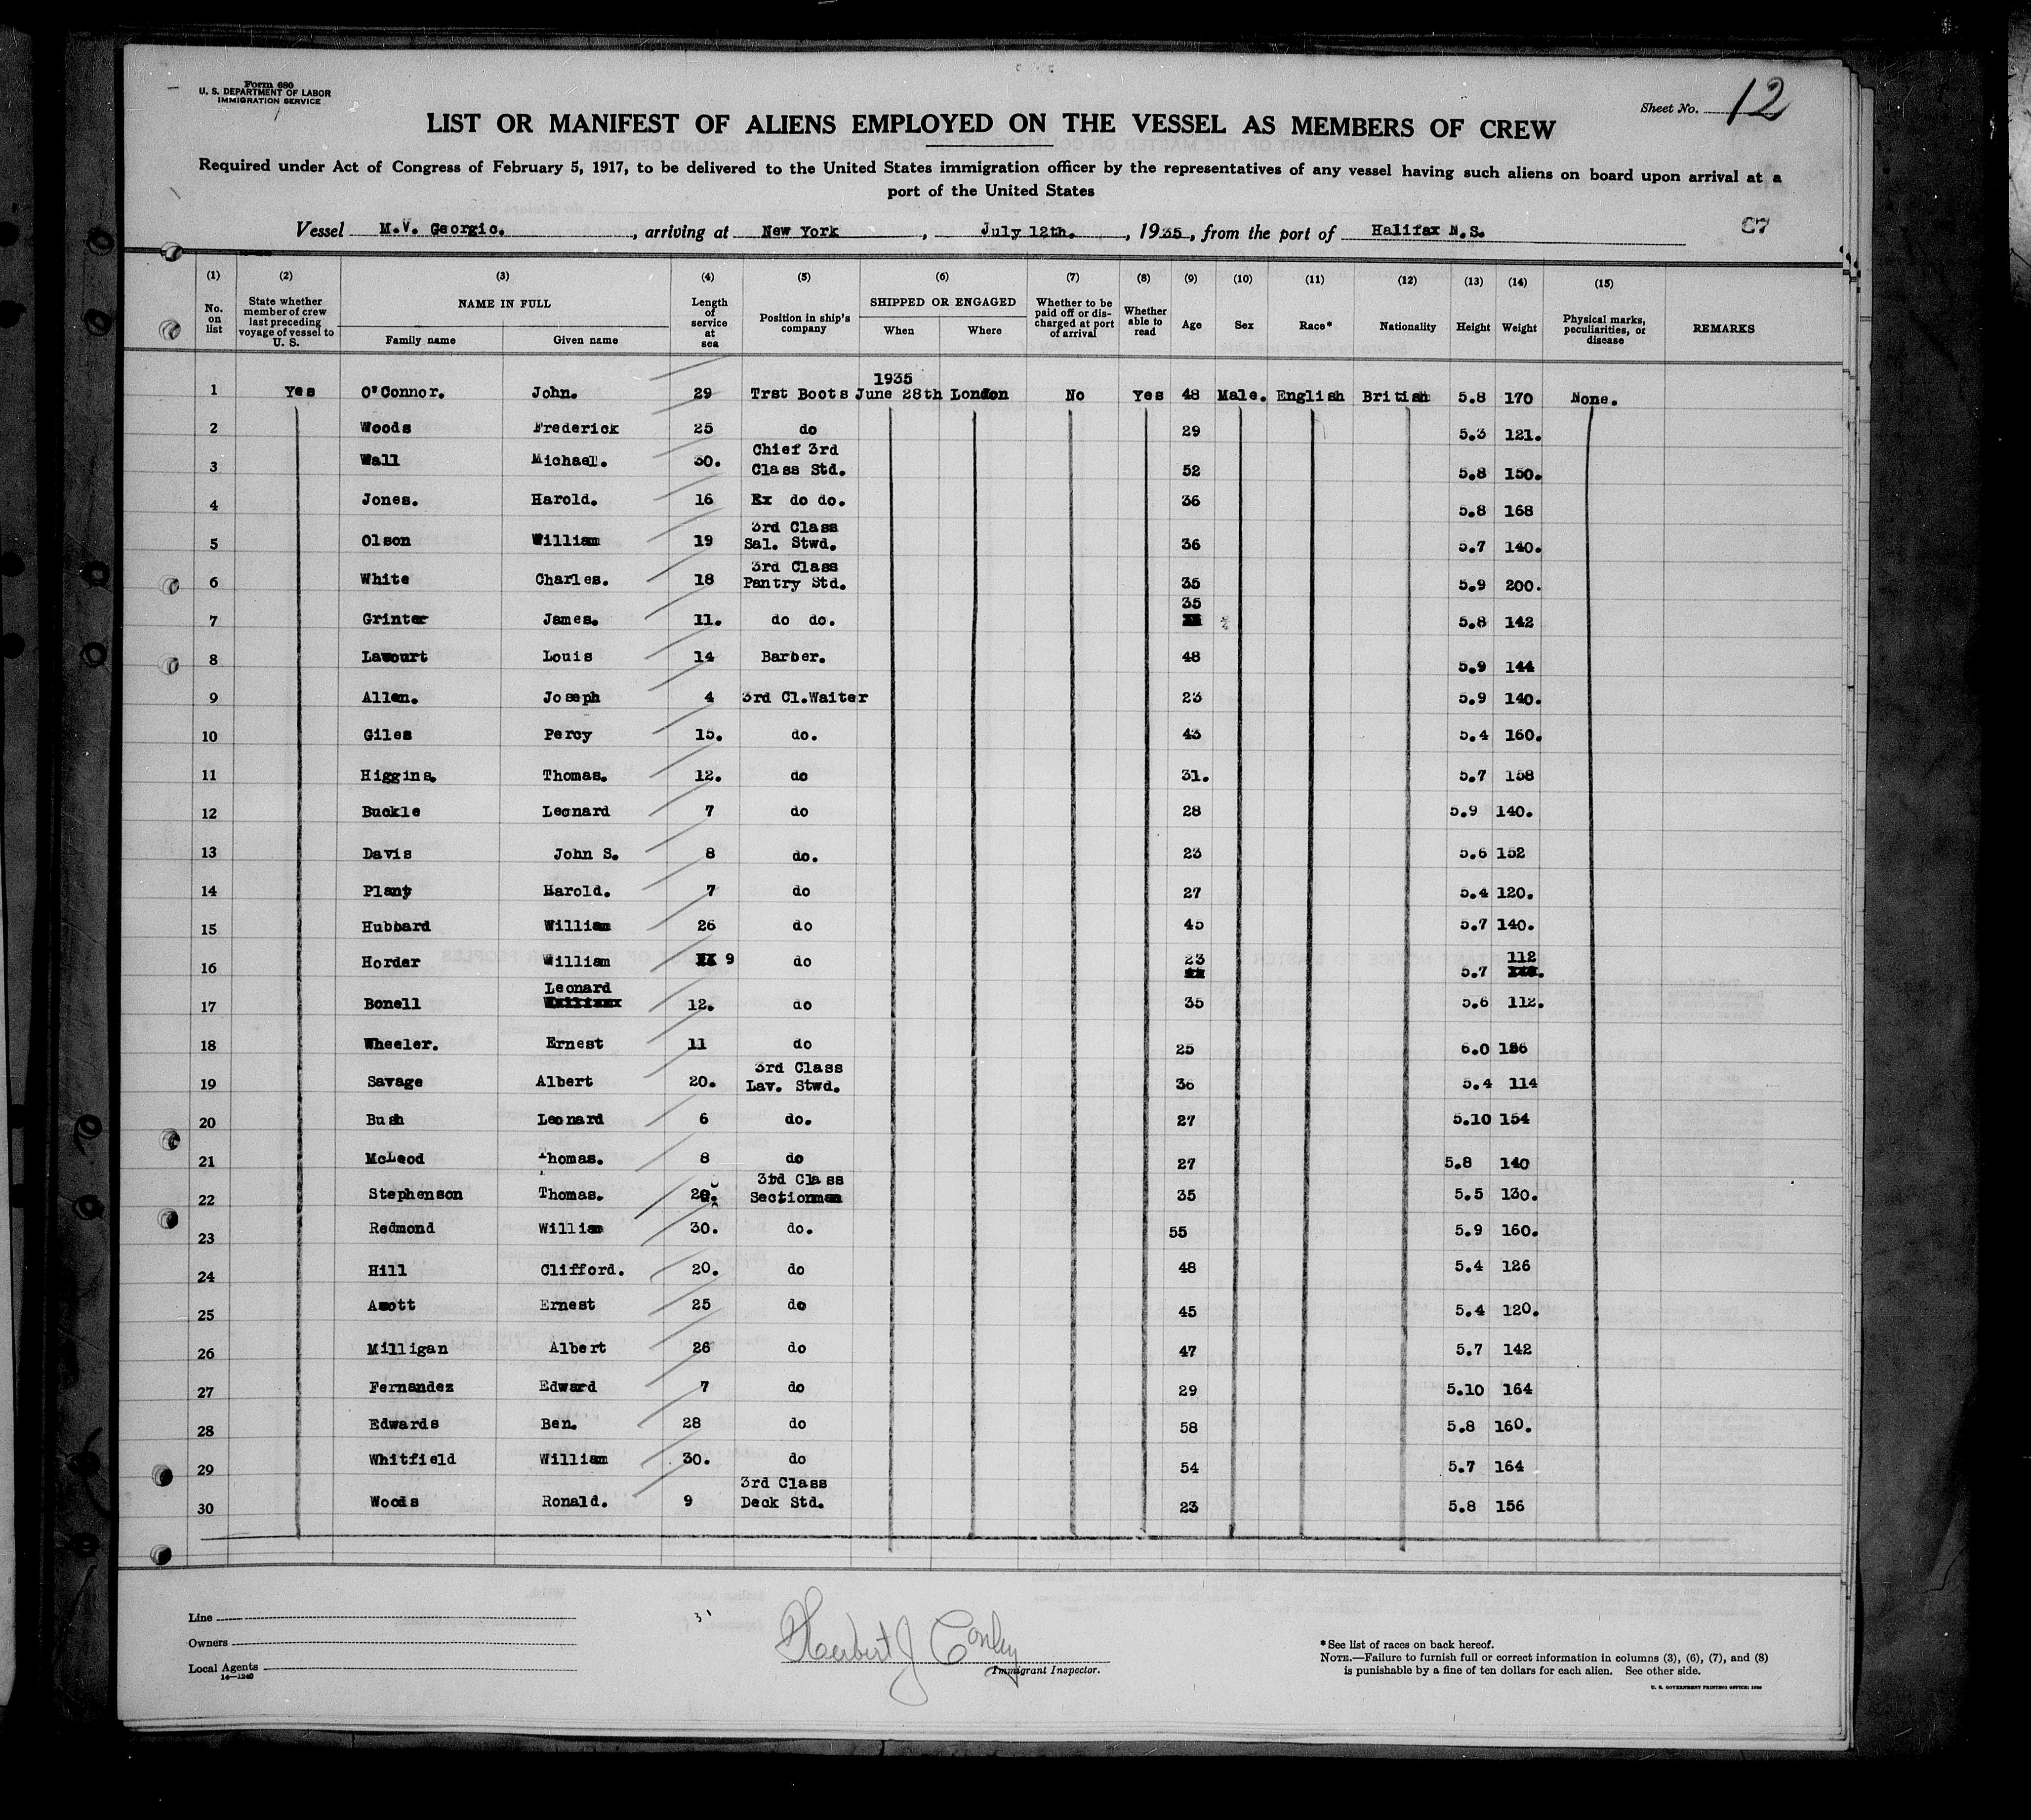 Form 680
U. S. DEPARTMENT OF LABOR
IMMIGRATION SERVICE
Sheet No. 12
LIST OR MANIFEST OF ALIENS EMPLOYED ON THE VESSEL AS MEMBERS OF CREW
Required under Act of Congress of February 5, 1917, to be delivered to the United States immigration officer by the representatives of any vessel having such aliens on board upon arrival at a
port of the United States
Vessel M.V. Georgic. , arriving at New York , July 12th. , 1935, from the port of Halifax N.S. 87
(1) (2) (3) (4) (5) (6) (7) (8) (9) (10) (11) (12) (13) (14) (15)
No. on list State whether member of crew last preceding voyage of vessel to U. S. NAME IN FULL Family name Given name Length of service at sea Position in ship's company SHIPPED OR ENGAGED When Where Whether to be paid off or discharged at port of arrival Whether able to read Age Sex Race* Nationality Height Weight Physical marks, peculiarities, or disease REMARKS
1935
1 Yes O'Connor. John. 29 Trst Boots June 28th London No Yes 48 Male. English British 5.8 170 None.
2 Woods Frederick 25 do 29 5.3 121.
3 Wall Michael. 30. Chief 3rd Class Std. 52 5.8 150.
4 Jones. Harold. 16 Ex do do. 36 5.8 168
5 Olson William 19 3rd Class Sal. Stwd. 36 5.7 140.
6 White Charles. 18 3rd Class Pantry Std. 35 5.9 200.
7 Grinter James. 11. do do. 35 5.8 142
8 Louis 14 Barber. 48 5.9 144
9 Allen. Joseph 4 3rd Cl.Waiter 23 5.9 140.
10 Giles Percy 15. do. 43 5.4 160.
11 Higgins. Thomas. 12. do 31. 5.7 158
12 Buckle Leonard 7 do 28 5.9 140.
13 Davis John S. 8 do. 23 5.6 152
14 Plant Harold. 7 do 27 5.4 120.
15 Hubbard William 26 do 45 5.7 140.
16 Horder William 9 do 23 5.7 112
17 Bonell Leonard 12. do 35 5.6 112.
18 Wheeler. Ernest 11 do 25 6.0
19 Savage Albert 20. 3rd Class Lav. Stwd. 36 5.4 114
20 Bush Leonard 6 do. 27 5.10 154
21 McLeod Thomas. 8 do 27 5.8 140
22 Stephenson Thomas. 3td Class Sectionman 35 5.5 130.
23 Redmond William 30. do. 55 5.9 160.
24 Hill Clifford. 20. do 48 5.4 126
25 Ernest 25 do 45 5.4 120.
26 Milligan Albert 26 do 47 5.7 142
27 Fernandez Edward 7 do 29 5.10 164
28 Edwards Ben. 28 do 58 5.8 160.
29 Whitfield William 30. do 54 5.7 164
30 Woods Ronald. 9 3rd Class Deck Std. 23 5.8 156
Line
Owners
Local Agents
14—1240
Herbert J Conley
Immigrant Inspector.
*See list of races on back hereof.
NOTE.—Failure to furnish full or correct information in columns (3), (6), (7), and (8)
is punishable by a fine of ten dollars for each alien. See other side.